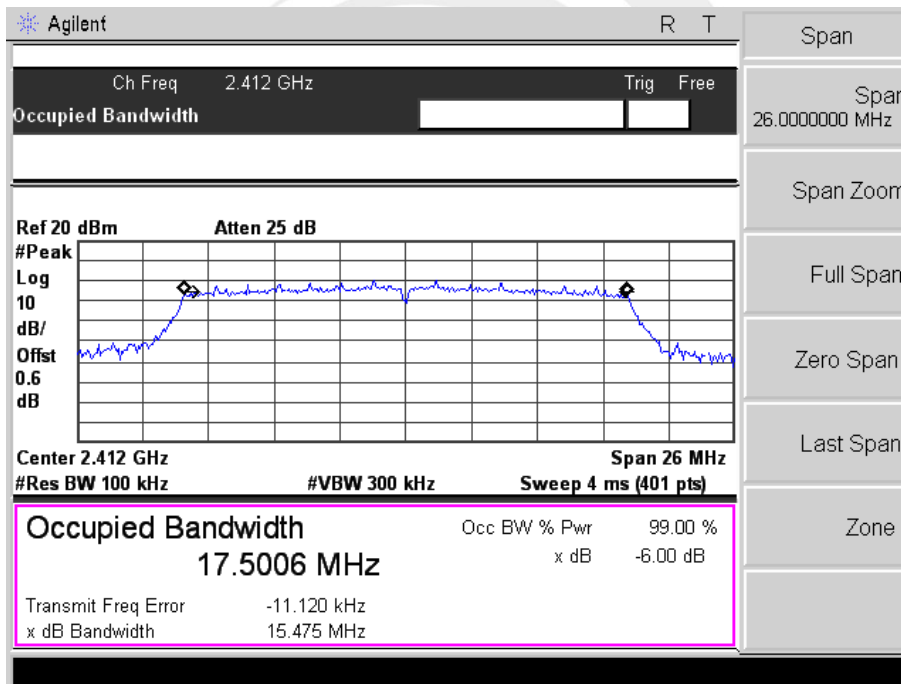 Agilent R T
Ch Freq 2.412 GHz Trig Free
Occupied Bandwidth
Ref 20 dBm Atten 25 dB
#Peak
Log
10
dB/
Offst
0.6
dB
Center 2.412 GHz Span 26 MHz
#Res BW 100 kHz #VBW 300 kHz Sweep 4 ms (401 pts)
Occupied Bandwidth Occ BW % Pwr 99.00 %
17.5006 MHz x dB -6.00 dB
Transmit Freq Error -11.120 kHz
x dB Bandwidth 15.475 MHz
Span
Span
26.0000000 MHz
Span Zoom
Full Span
Zero Span
Last Span
Zone